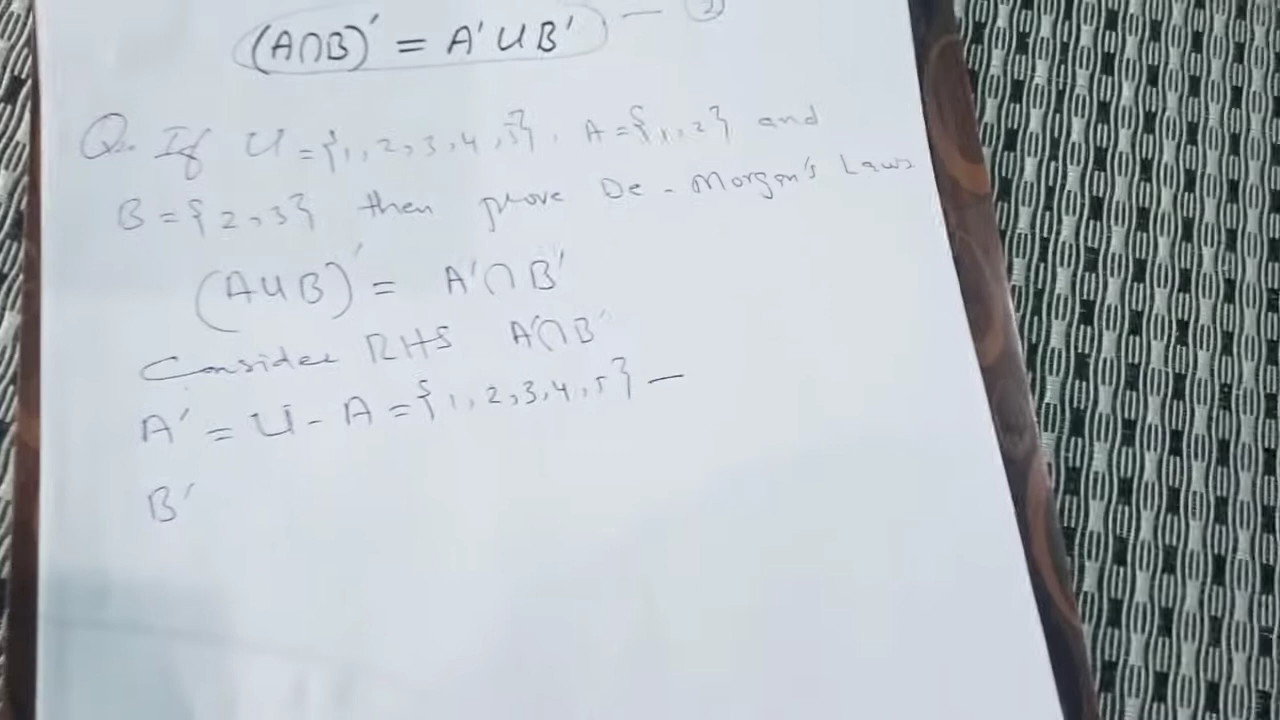 (A∩B)' = A'∪B' —
Q. If U = {1, 2, 3, 4, 5}, A = {1, 2} and
B = {2, 3} then prove De-Morgan's Laws
(A∪B)' = A'∩B'
Consider RHS A'∩B'
A' = U - A = {1, 2, 3, 4, 5} —
B'